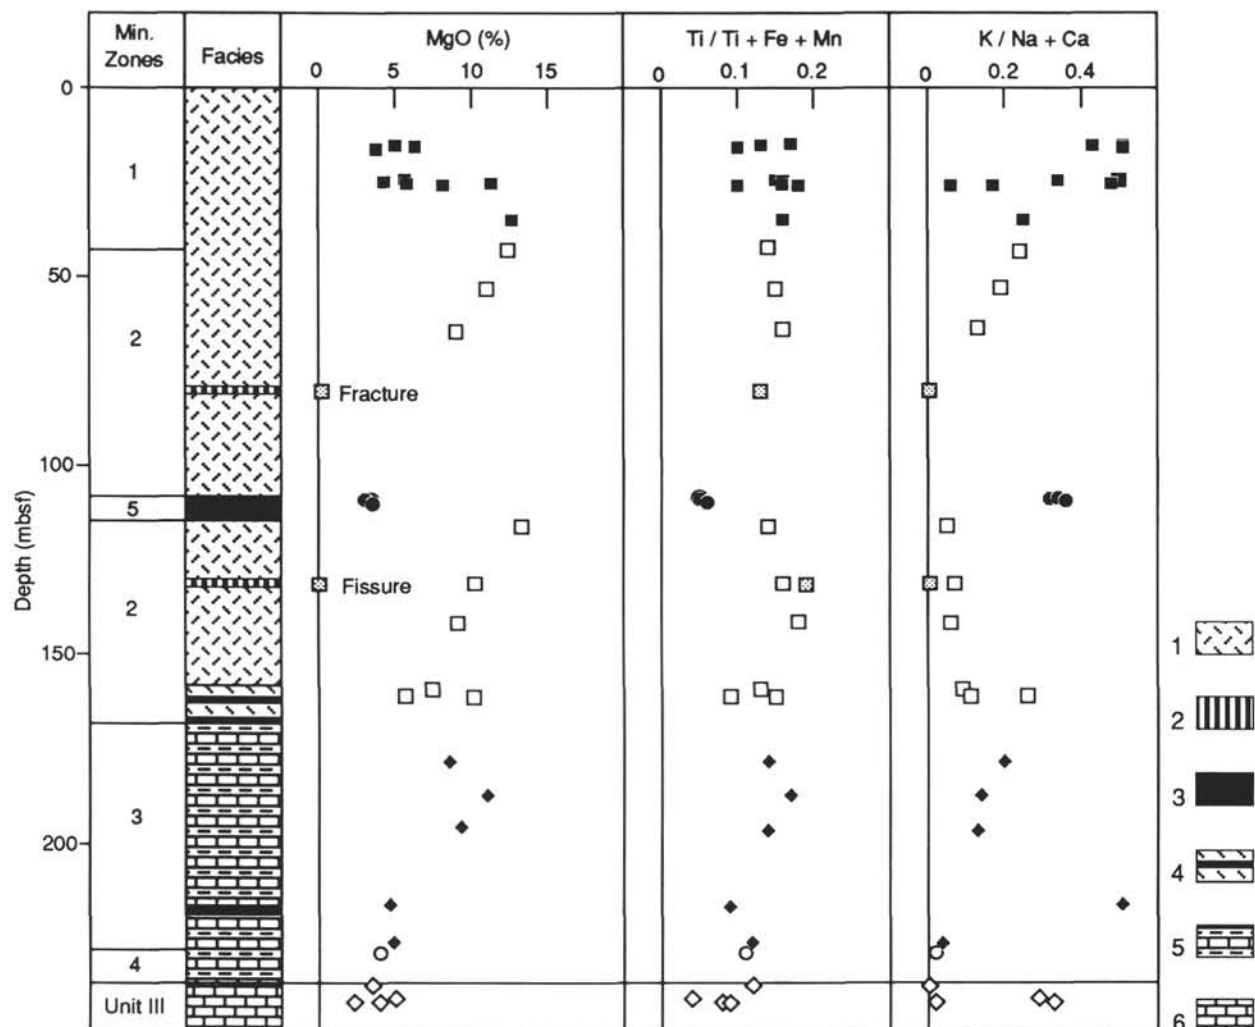 Min. Zones
Facies
MgO (%)
0 5 10 15
Ti / Ti + Fe + Mn
0 0.1 0.2
K / Na + Ca
0 0.2 0.4
Depth (mbsf)
0
50
100
150
200
1
2
5
2
3
4
Unit III
Fracture
Fissure
1
2
3
4
5
6